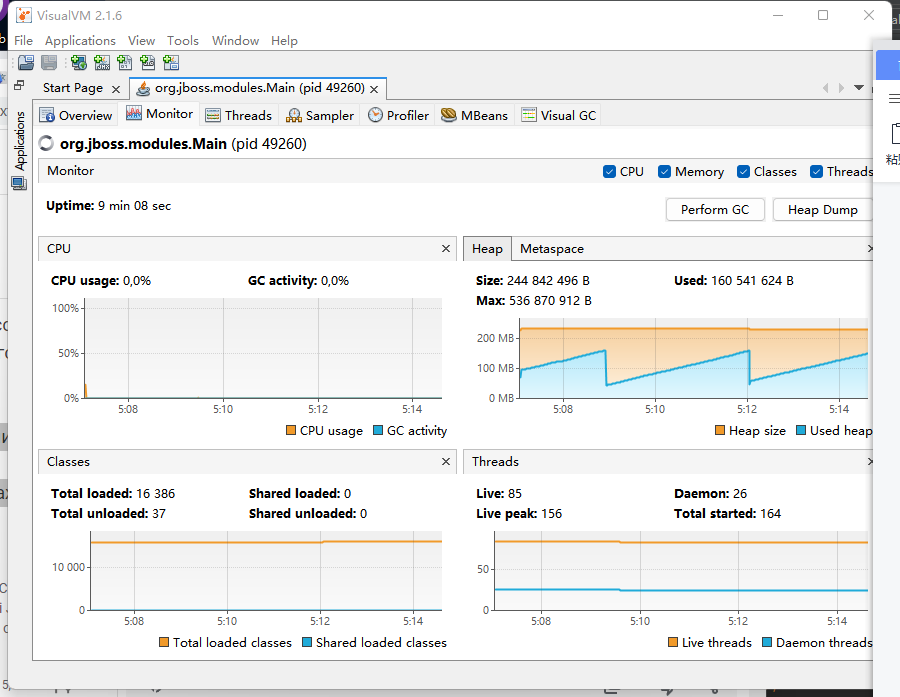 VisualVM 2.1.6
File Applications View Tools Window Help
Start Page
org.jboss.modules.Main (pid 49260)
Applications
Overview Monitor Threads Sampler Profiler MBeans Visual GC
org.jboss.modules.Main (pid 49260)
Monitor
CPU Memory Classes Threads
Uptime: 9 min 08 sec
Perform GC Heap Dump
CPU
CPU usage: 0,0% GC activity: 0,0%
100%
50%
0%
5:08 5:10 5:12 5:14
CPU usage GC activity
Heap Metaspace
Size: 244 842 496 B Used: 160 541 624 B
Max: 536 870 912 B
200 MB
100 MB
0 MB
5:08 5:10 5:12 5:14
Heap size Used heap
Classes
Total loaded: 16 386 Shared loaded: 0
Total unloaded: 37 Shared unloaded: 0
10 000
0
5:08 5:10 5:12 5:14
Total loaded classes Shared loaded classes
Threads
Live: 85 Daemon: 26
Live peak: 156 Total started: 164
50
0
5:08 5:10 5:12 5:14
Live threads Daemon threads